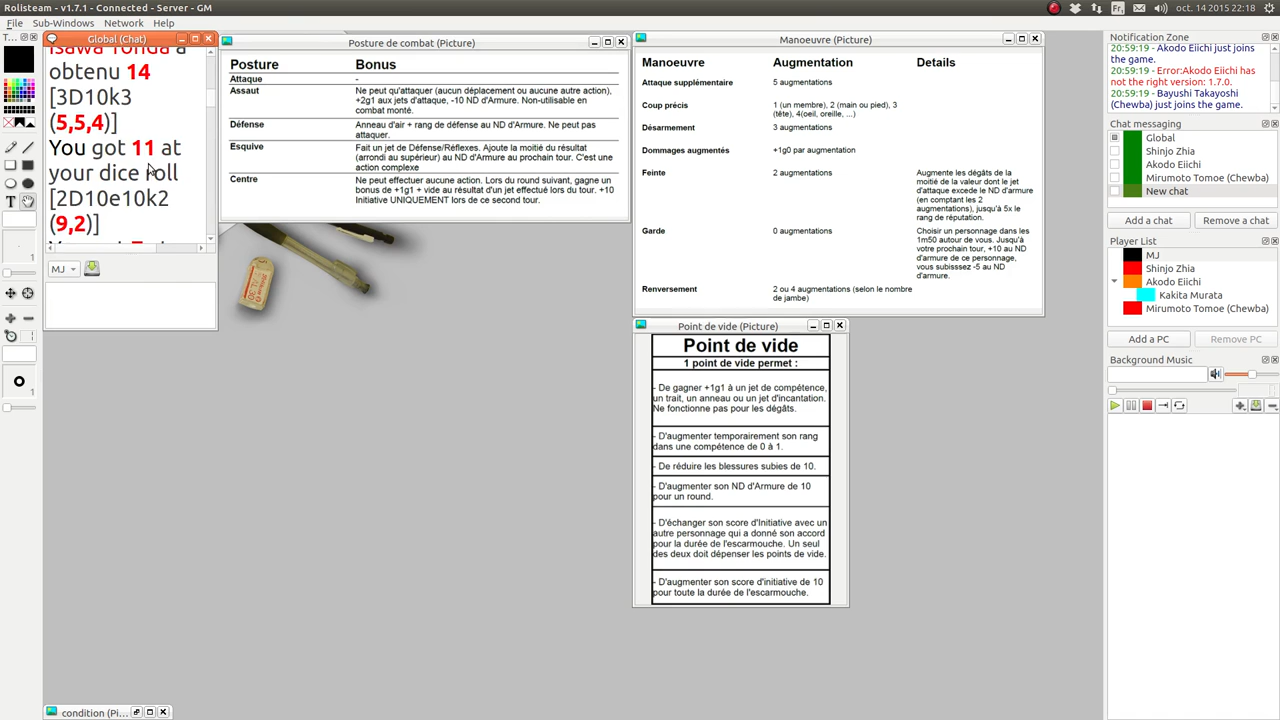 Rolisteam - v1.7.1 - Connected - Server - GM
Fr
oct. 14 2015 22:18
File Sub-Windows Network Help
T...
Global (Chat)
Isawa Tonda a
obtenu 14
[3D10k3
(5,5,4)]
You got 11 at
your dice roll
[2D10e10k2
(9,2)]
MJ
1
1
Posture de combat (Picture)
Posture Bonus
Attaque -
Assaut Ne peut qu'attaquer (aucun déplacement ou aucune autre action),
+2g1 aux jets d'attaque, -10 ND d'Armure. Non-utilisable en
combat monté.
Défense Anneau d'air + rang de défense au ND d'Armure. Ne peut pas
attaquer.
Esquive Fait un jet de Défense/Réflexes. Ajoute la moitié du résultat
(arrondi au supérieur) au ND d'Armure au prochain tour. C'est une
action complexe
Centre Ne peut effectuer aucune action. Lors du round suivant, gagne un
bonus de +1g1 + vide au résultat d'un jet effectué lors du tour. +10
Initiative UNIQUEMENT lors de ce second tour.
Manoeuvre (Picture)
Manoeuvre Augmentation Details
Attaque supplémentaire 5 augmentations
Coup précis 1 (un membre), 2 (main ou pied), 3
(tête), 4(oeil, oreille, ...)
Désarmement 3 augmentations
Dommages augmentés +1g0 par augmentation
Feinte 2 augmentations Augmente les dégâts de la
moitié de la valeur dont le jet
d'attaque excede le ND d'armure
(en comptant les 2
augmentations), jusqu'à 5x le
rang de réputation.
Garde 0 augmentations Choisir un personnage dans les
1m50 autour de vous. Jusqu'à
votre prochain tour, +10 au ND
d'armure de ce personnage,
vous subisssez -5 au ND
d'armure.
Renversement 2 ou 4 augmentations (selon le nombre
de jambe)
Point de vide (Picture)
Point de vide
1 point de vide permet :
- De gagner +1g1 à un jet de compétence,
un trait, un anneau ou un jet d'incantation.
Ne fonctionne pas pour les dégâts.
- D'augmenter temporairement son rang
dans une compétence de 0 à 1.
- De réduire les blessures subies de 10.
- D'augmenter son ND d'Armure de 10
pour un round.
- D'échanger son score d'Initiative avec un
autre personnage qui a donné son accord
pour la durée de l'escarmouche. Un seul
des deux doit dépenser les points de vide.
- D'augmenter son score d'initiative de 10
pour toute la durée de l'escarmouche.
condition (Pi...
Notification Zone
20:59:19 - Akodo Eiichi just joins
the game.
20:59:19 - Error:Akodo Eiichi has
not the right version: 1.7.0.
20:59:19 - Bayushi Takayoshi
(Chewba) just joins the game.
Chat messaging
Global
Shinjo Zhia
Akodo Eiichi
Mirumoto Tomoe (Chewba)
New chat
Add a chat Remove a chat
Player List
MJ
Shinjo Zhia
Akodo Eiichi
Kakita Murata
Mirumoto Tomoe (Chewba)
Add a PC Remove PC
Background Music